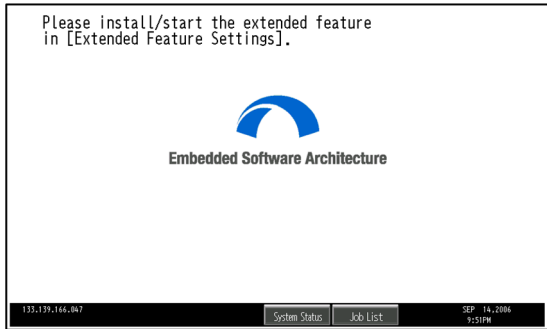 Please install/start the extended feature
in [Extended Feature Settings].
Embedded Software Architecture
133.139.166.047
System Status
Job List
SEP 14.2006
9:51PM